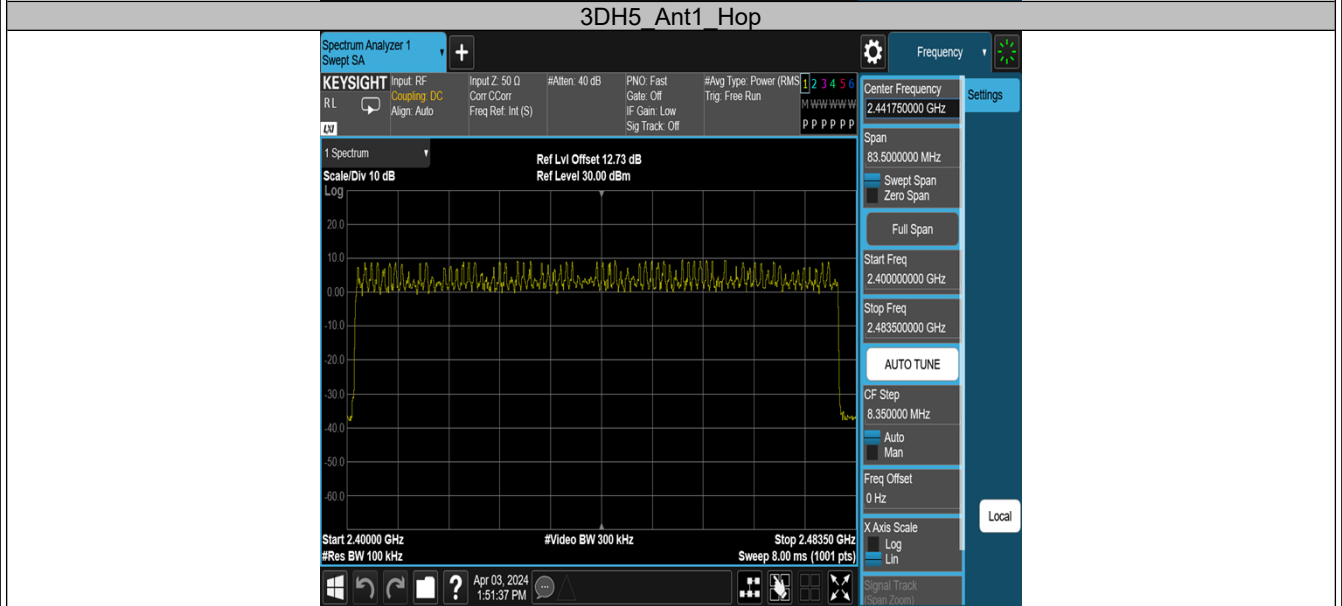 3DH5_Ant1_Hop
Spectrum Analyzer 1
Swept SA
+
Frequency
KEYSIGHT
RL
LXI
Input: RF
Coupling: DC
Align: Auto
Input Z: 50 Ω
Corr CCorr
Freq Ref: Int (S)
#Atten: 40 dB
PNO: Fast
Gate: Off
IF Gain: Low
Sig Track: Off
#Avg Type: Power (RMS
Trig: Free Run
1 2 3 4 5 6
M W W W W W
P P P P P P
1 Spectrum
Scale/Div 10 dB
Ref Lvl Offset 12.73 dB
Ref Level 30.00 dBm
Log
20.0
10.0
0.00
-10.0
-20.0
-30.0
-40.0
-50.0
-60.0
Start 2.40000 GHz
#Res BW 100 kHz
#Video BW 300 kHz
Stop 2.48350 GHz
Sweep 8.00 ms (1001 pts)
Center Frequency
2.441750000 GHz
Settings
Span
83.5000000 MHz
Swept Span
Zero Span
Full Span
Start Freq
2.400000000 GHz
Stop Freq
2.483500000 GHz
AUTO TUNE
CF Step
8.350000 MHz
Auto
Man
Freq Offset
0 Hz
X Axis Scale
Log
Lin
Local
Signal Track
(Span Zoom)
?
Apr 03, 2024
1:51:37 PM